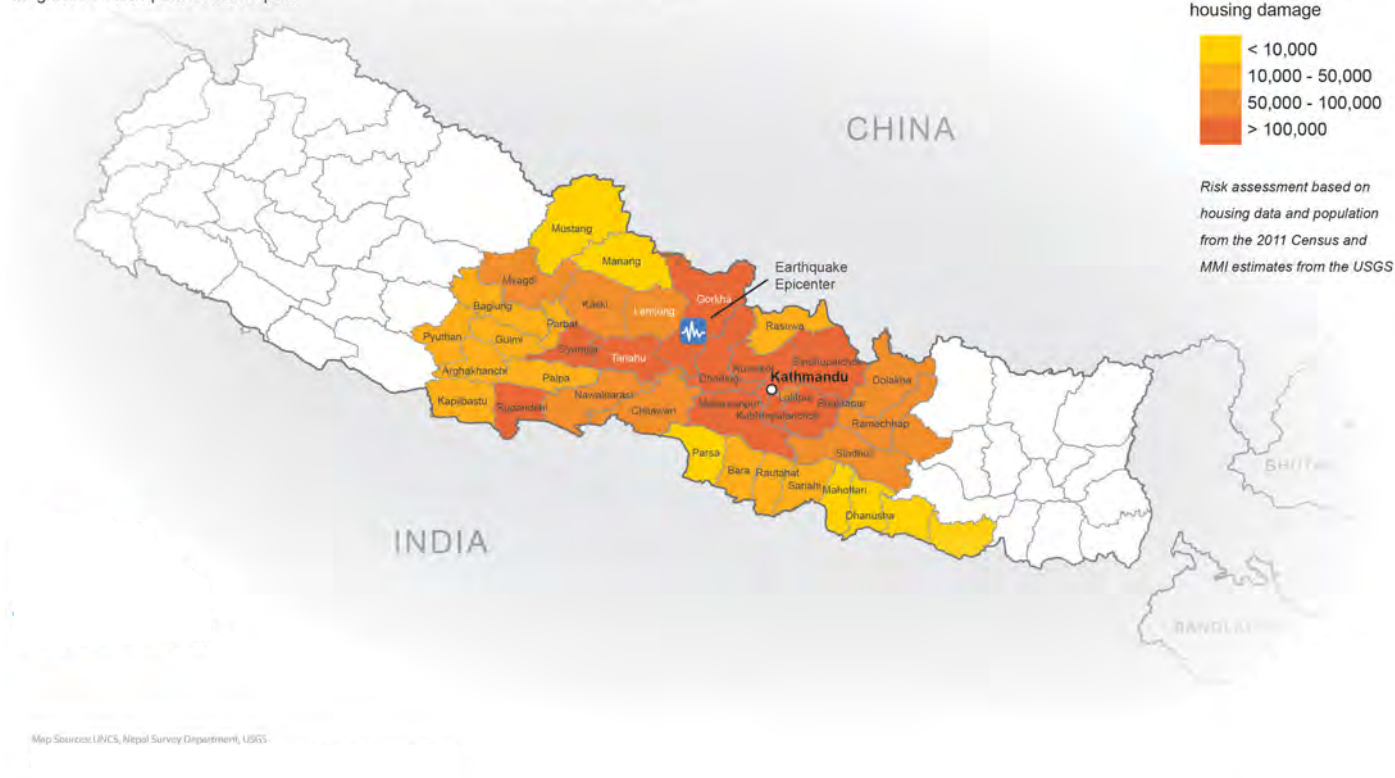 housing damage
< 10,000
10,000 - 50,000
50,000 - 100,000
> 100,000
Risk assessment based on
housing data and population
from the 2011 Census and
MMI estimates from the USGS
CHINA
Mustang
Manang
Earthquake
Epicenter
Myagdi
Gorkha
Baglung
Kaski
Lamjung
Parbat
Rasuwa
Pyuthan
Gulmi
Syangja
Tanahu
Sindhupalchok
Arghakhanchi
Palpa
Dhading
Kathmandu
Dolakha
Kapilbastu
Rupandehi
Nawalparasi
Chitawan
Makawanpur
Lalitpur
Bhaktapur
Kabhrepalanchok
Ramechhap
Parsa
Bara
Rautahat
Sindhuli
Sarlahi
Mahottari
Dhanusha
INDIA
Map Sources: UNCS, Nepal Survey Department, USGS